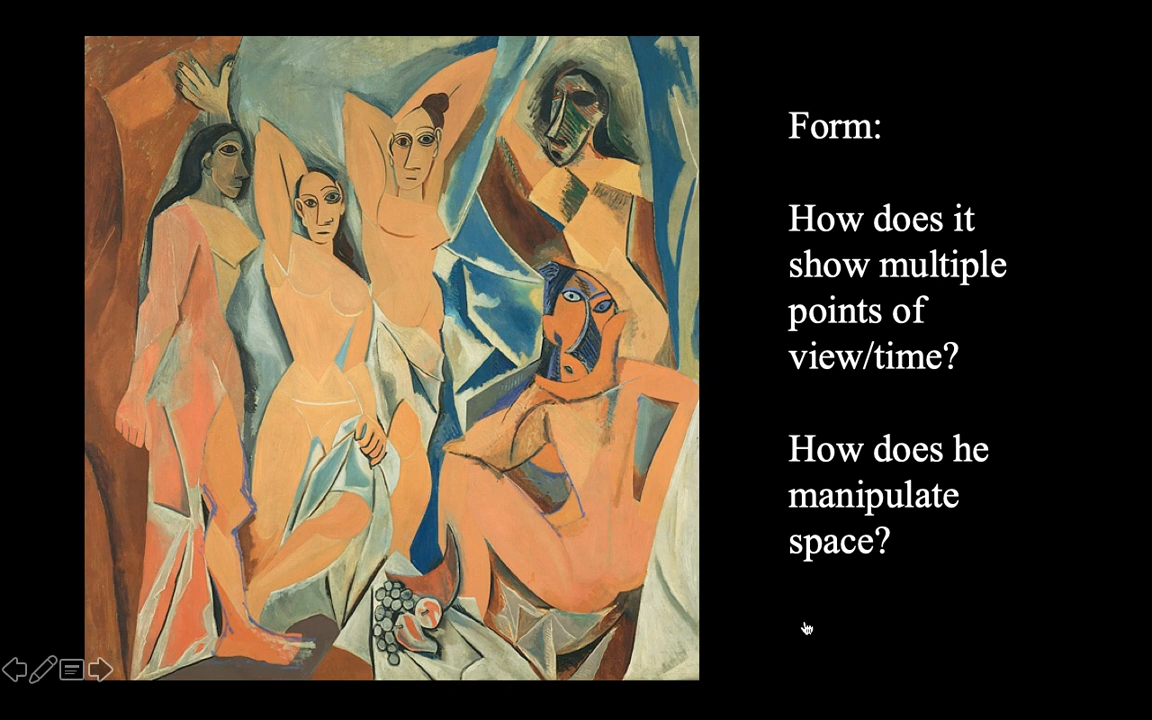 Form:
How does it
show multiple
points of
view/time?
How does he
manipulate
space?